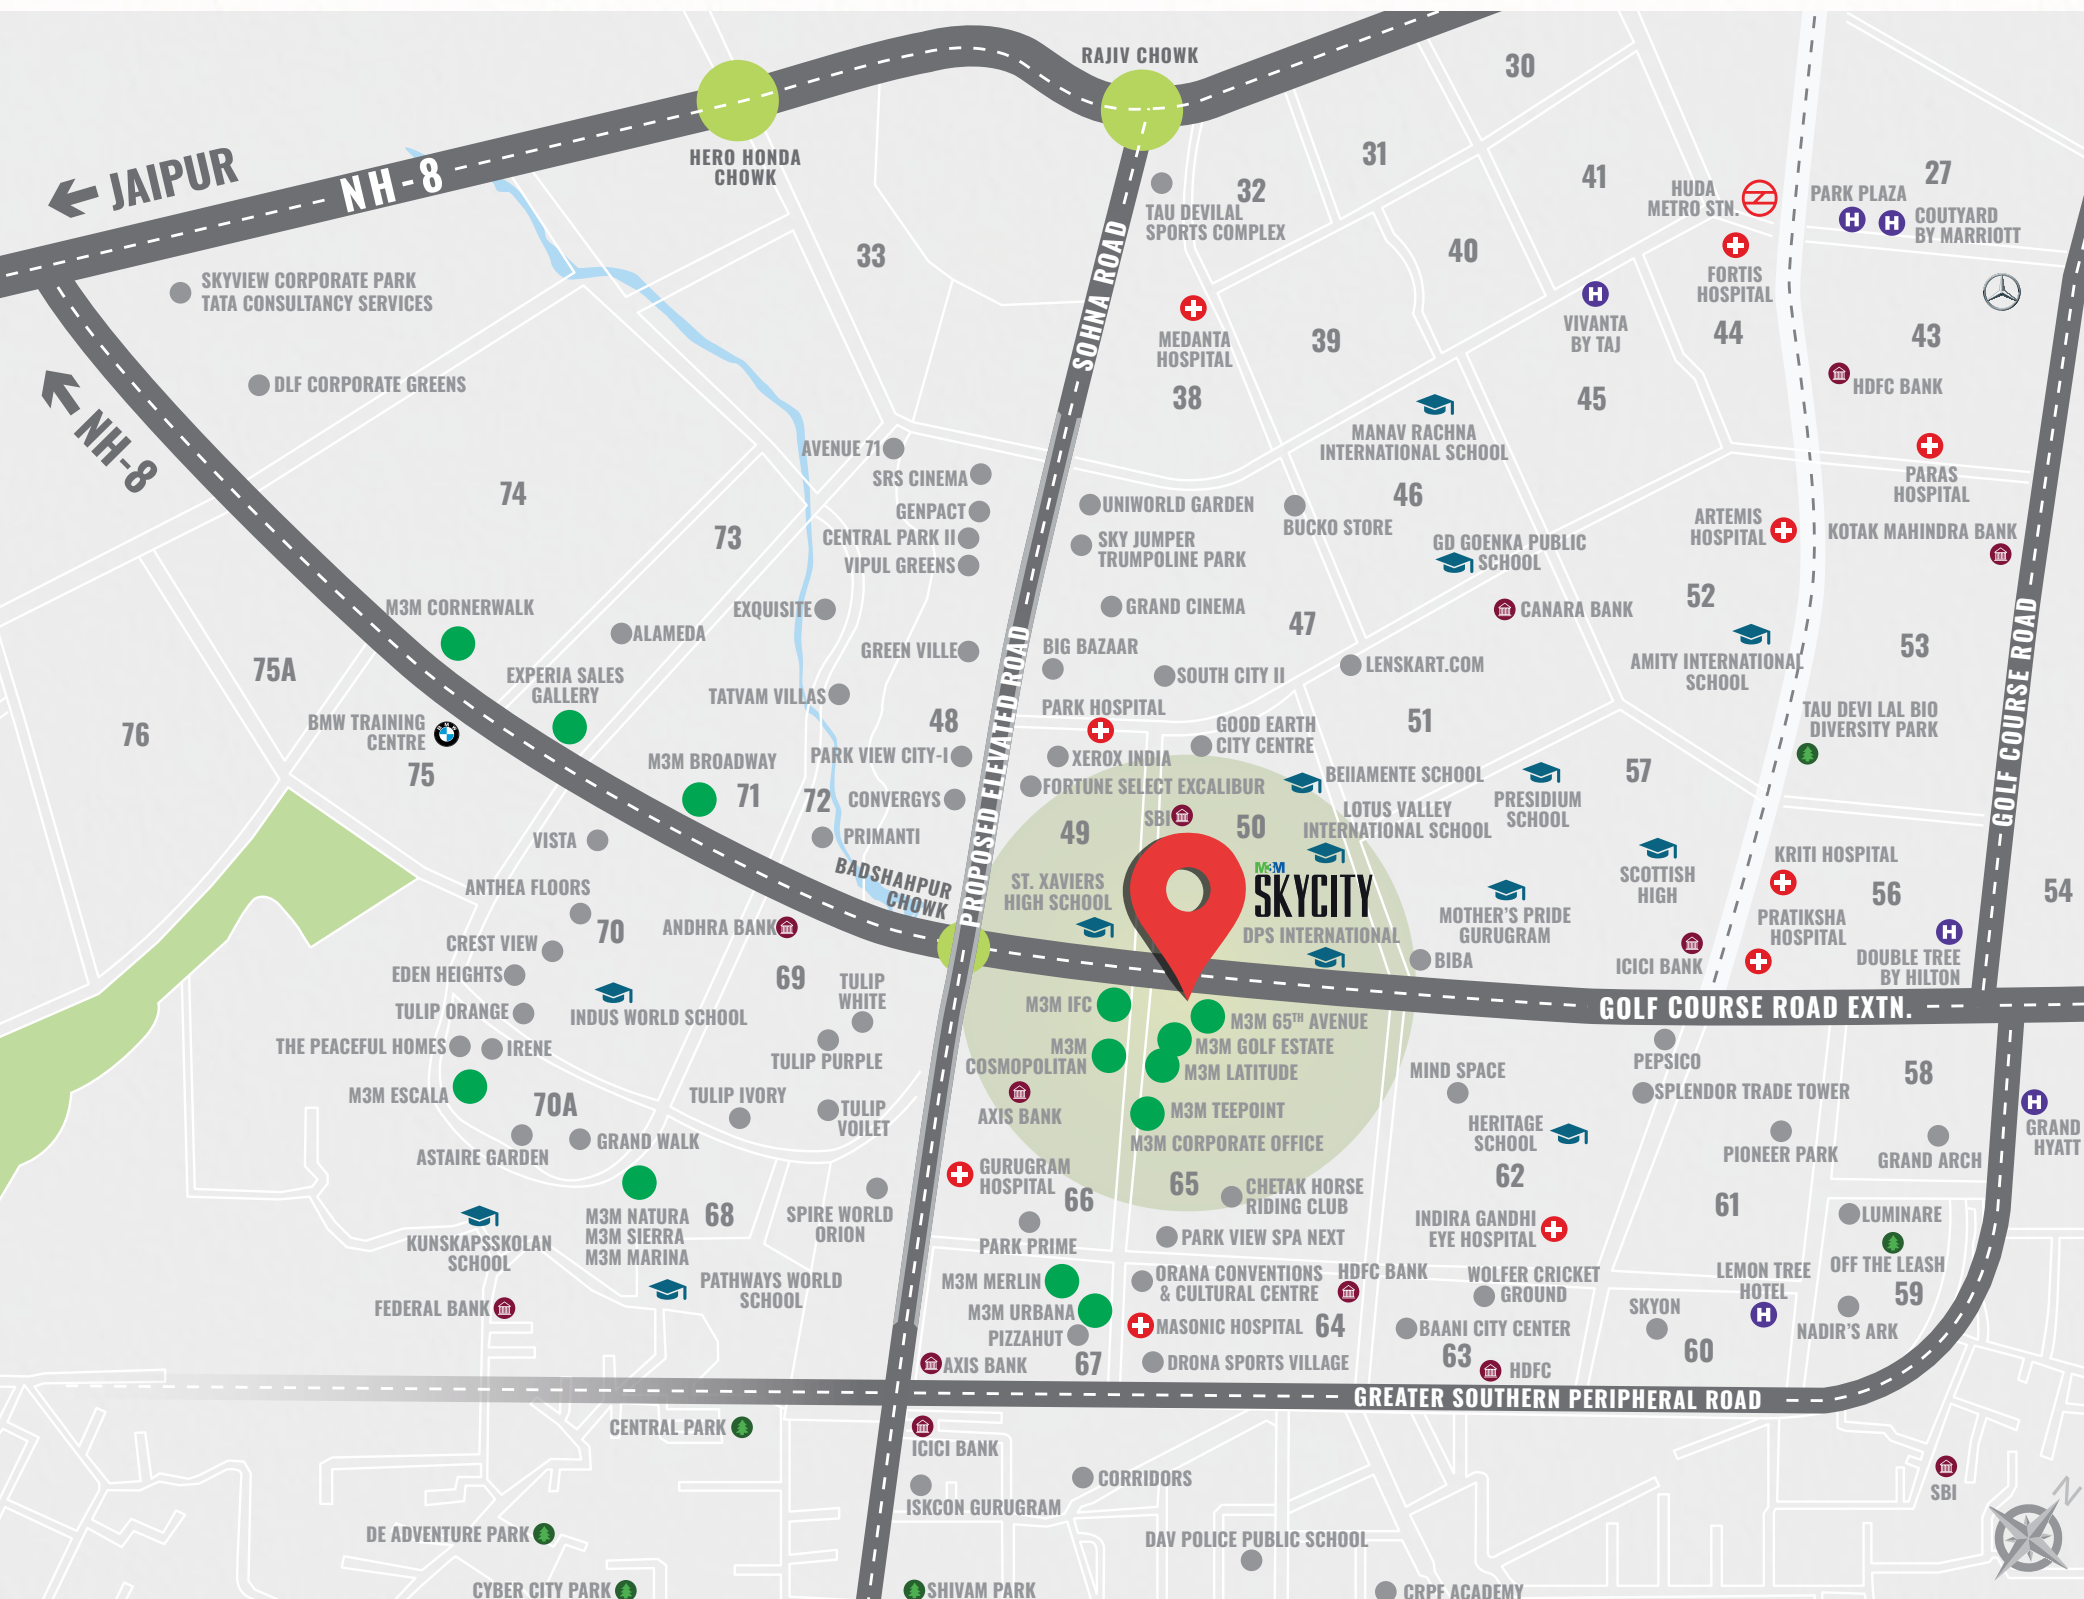 RAJIV CHOWK
30
HERO HONDA
CHOWK
31
JAIPUR
NH-8
32
TAU DEVILAL
SPORTS COMPLEX
41
HUDA
METRO STN.
27
PARK PLAZA
COUTYARD
BY MARRIOTT
33
40
FORTIS
HOSPITAL
SKYVIEW CORPORATE PARK
TATA CONSULTANCY SERVICES
SOHNA ROAD
MEDANTA
HOSPITAL
39
VIVANTA
BY TAJ
44
43
DLF CORPORATE GREENS
38
45
HDFC BANK
NH-8
MANAV RACHNA
INTERNATIONAL SCHOOL
AVENUE 71
SRS CINEMA
PARAS
HOSPITAL
74
GENPACT
UNIWORLD GARDEN
BUCKO STORE
46
ARTEMIS
HOSPITAL
KOTAK MAHINDRA BANK
73
CENTRAL PARK II
VIPUL GREENS
SKY JUMPER
TRUMPOLINE PARK
GD GOENKA PUBLIC
SCHOOL
M3M CORNERWALK
EXQUISITE
GRAND CINEMA
47
CANARA BANK
52
ALAMEDA
GREEN VILLE
BIG BAZAAR
SOUTH CITY II
LENSKART.COM
AMITY INTERNATIONAL
SCHOOL
53
75A
EXPERIA SALES
GALLERY
TATVAM VILLAS
PARK HOSPITAL
GOLF COURSE ROAD
76
BMW TRAINING
CENTRE
75
48
GOOD EARTH
CITY CENTRE
51
TAU DEVI LAL BIO
DIVERSITY PARK
M3M BROADWAY
71
PARK VIEW CITY-I
XEROX INDIA
72
CONVERGYS
FORTUNE SELECT EXCALIBUR
BEIIAMENTE SCHOOL
57
PROPOSED ELEVATED ROAD
SBI
50
49
LOTUS VALLEY
INTERNATIONAL SCHOOL
PRESIDIUM
SCHOOL
VISTA
PRIMANTI
BADSHAHPUR
CHOWK
SCOTTISH
HIGH
KRITI HOSPITAL
56
54
ANTHEA FLOORS
ST. XAVIERS
HIGH SCHOOL
M3M
SKYCITY
MOTHER'S PRIDE
GURUGRAM
PRATIKSHA
HOSPITAL
70
ANDHRA BANK
DPS INTERNATIONAL
CREST VIEW
BIBA
ICICI BANK
DOUBLE TREE
BY HILTON
EDEN HEIGHTS
69
TULIP
WHITE
TULIP ORANGE
INDUS WORLD SCHOOL
M3M IFC
M3M 65TH AVENUE
GOLF COURSE ROAD EXTN.
THE PEACEFUL HOMES
IRENE
TULIP PURPLE
M3M
COSMOPOLITAN
M3M GOLF ESTATE
M3M LATITUDE
MIND SPACE
PEPSICO
58
M3M ESCALA
70A
TULIP IVORY
TULIP
VOILET
AXIS BANK
M3M TEEPOINT
SPLENDOR TRADE TOWER
ASTAIRE GARDEN
GRAND WALK
M3M CORPORATE OFFICE
HERITAGE
SCHOOL
PIONEER PARK
GRAND ARCH
GRAND
HYATT
GURUGRAM
HOSPITAL
66
65
CHETAK HORSE
RIDING CLUB
62
61
M3M NATURA
M3M SIERRA
M3M MARINA
68
SPIRE WORLD
ORION
INDIRA GANDHI
EYE HOSPITAL
LUMINARE
KUNSKAPSSKOLAN
SCHOOL
PARK PRIME
PARK VIEW SPA NEXT
OFF THE LEASH
PATHWAYS WORLD
SCHOOL
M3M MERLIN
ORANA CONVENTIONS
& CULTURAL CENTRE
HDFC BANK
WOLFER CRICKET
GROUND
LEMON TREE
HOTEL
59
FEDERAL BANK
M3M URBANA
PIZZAHUT
MASONIC HOSPITAL
64
BAANI CITY CENTER
SKYON
NADIR'S ARK
AXIS BANK
67
DRONA SPORTS VILLAGE
63
HDFC
60
GREATER SOUTHERN PERIPHERAL ROAD
CENTRAL PARK
ICICI BANK
CORRIDORS
SBI
N
ISKCON GURUGRAM
DE ADVENTURE PARK
DAV POLICE PUBLIC SCHOOL
CYBER CITY PARK
SHIVAM PARK
CRPF ACADEMY